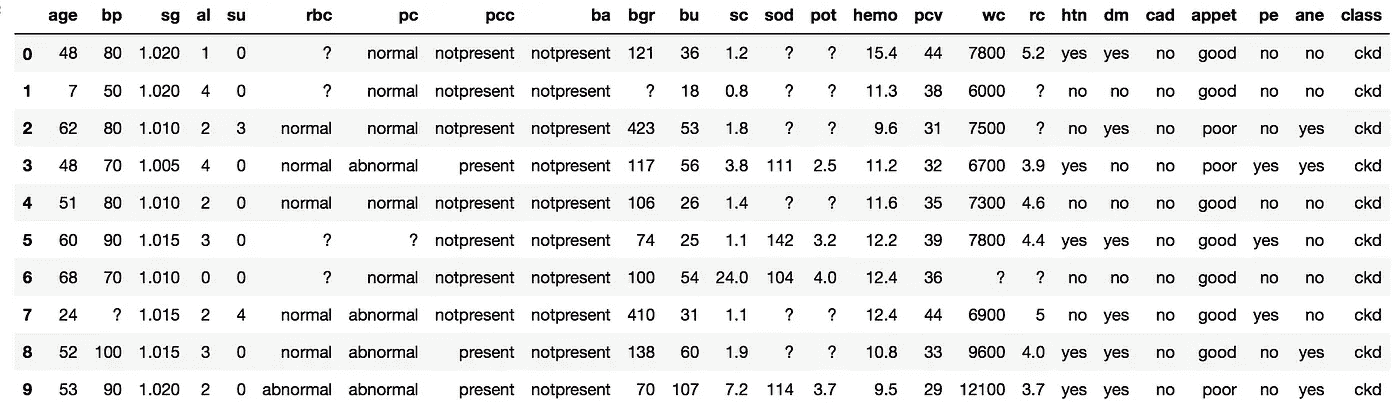 age bp sg al su rbc pc pcc ba bgr bu sc sod pot hemo pcv wc rc htn dm cad appet pe ane class
0 48 80 1.020 1 0 ? normal notpresent notpresent 121 36 1.2 ? ? 15.4 44 7800 5.2 yes yes no good no no ckd
1 7 50 1.020 4 0 ? normal notpresent notpresent ? 18 0.8 ? ? 11.3 38 6000 ? no no no good no no ckd
2 62 80 1.010 2 3 normal normal notpresent notpresent 423 53 1.8 ? ? 9.6 31 7500 ? no yes no poor no yes ckd
3 48 70 1.005 4 0 normal abnormal present notpresent 117 56 3.8 111 2.5 11.2 32 6700 3.9 yes no no poor yes yes ckd
4 51 80 1.010 2 0 normal normal notpresent notpresent 106 26 1.4 ? ? 11.6 35 7300 4.6 no no no good no no ckd
5 60 90 1.015 3 0 ? ? notpresent notpresent 74 25 1.1 142 3.2 12.2 39 7800 4.4 yes yes no good yes no ckd
6 68 70 1.010 0 0 ? normal notpresent notpresent 100 54 24.0 104 4.0 12.4 36 ? ? no no no good no no ckd
7 24 ? 1.015 2 4 normal abnormal notpresent notpresent 410 31 1.1 ? ? 12.4 44 6900 5 no yes no good yes no ckd
8 52 100 1.015 3 0 normal abnormal present notpresent 138 60 1.9 ? ? 10.8 33 9600 4.0 yes yes no good no yes ckd
9 53 90 1.020 2 0 abnormal abnormal present notpresent 70 107 7.2 114 3.7 9.5 29 12100 3.7 yes yes no poor no yes ckd